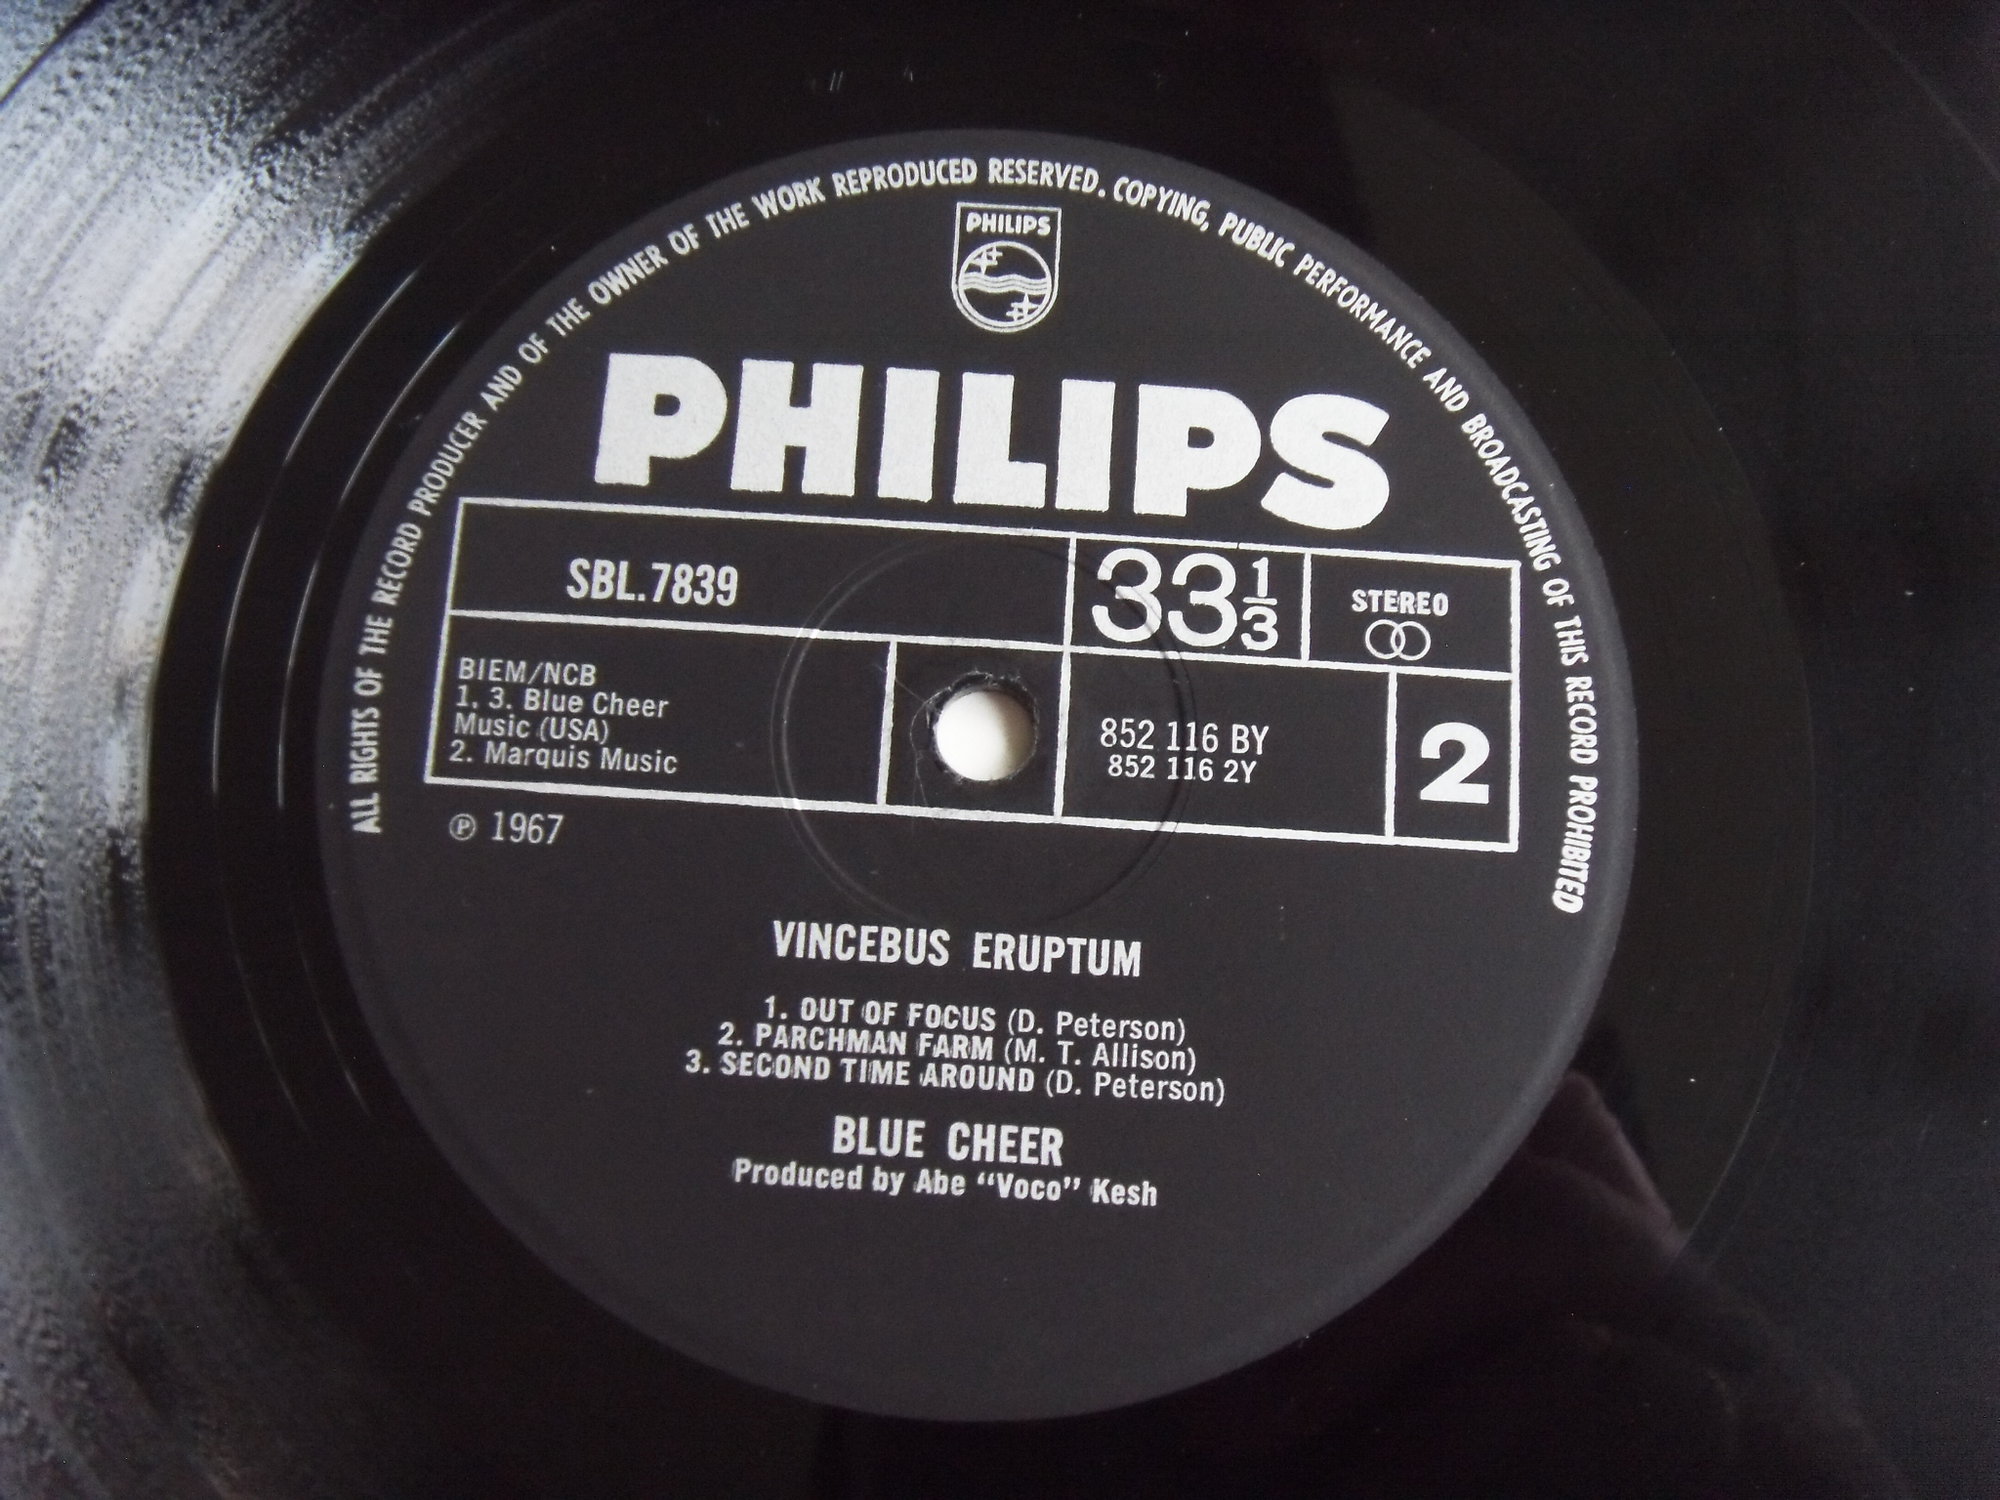 ALL RIGHTS OF THE RECORD PRODUCER AND OF THE OWNER OF THE WORK REPRODUCED RESERVED. COPYING, PUBLIC PERFORMANCE AND BROADCASTING OF THIS RECORD PROHIBITED
PHILIPS
PHILIPS
SBL.7839
33 1/3
STEREO
BIEM/NCB
1. 3. Blue Cheer
Music (USA)
2. Marquis Music
852 116 BY
852 116 2Y
2
℗ 1967
VINCEBUS ERUPTUM
1. OUT OF FOCUS (D. Peterson)
2. PARCHMAN FARM (M. T. Allison)
3. SECOND TIME AROUND (D. Peterson)
BLUE CHEER
Produced by Abe "Voco" Kesh